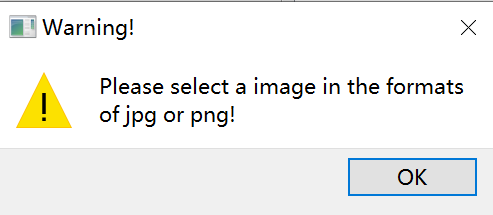 Warning!
Please select a image in the formats
of jpg or png!
OK